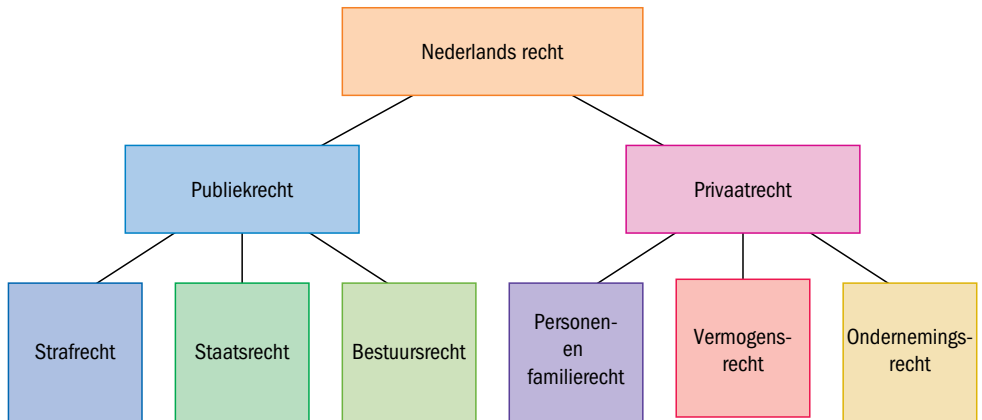 Nederlands recht
Publiekrecht
Privaatrecht
Strafrecht
Staatsrecht
Bestuursrecht
Personen-
en
familierecht
Vermogens-
recht
Ondernemings-
recht